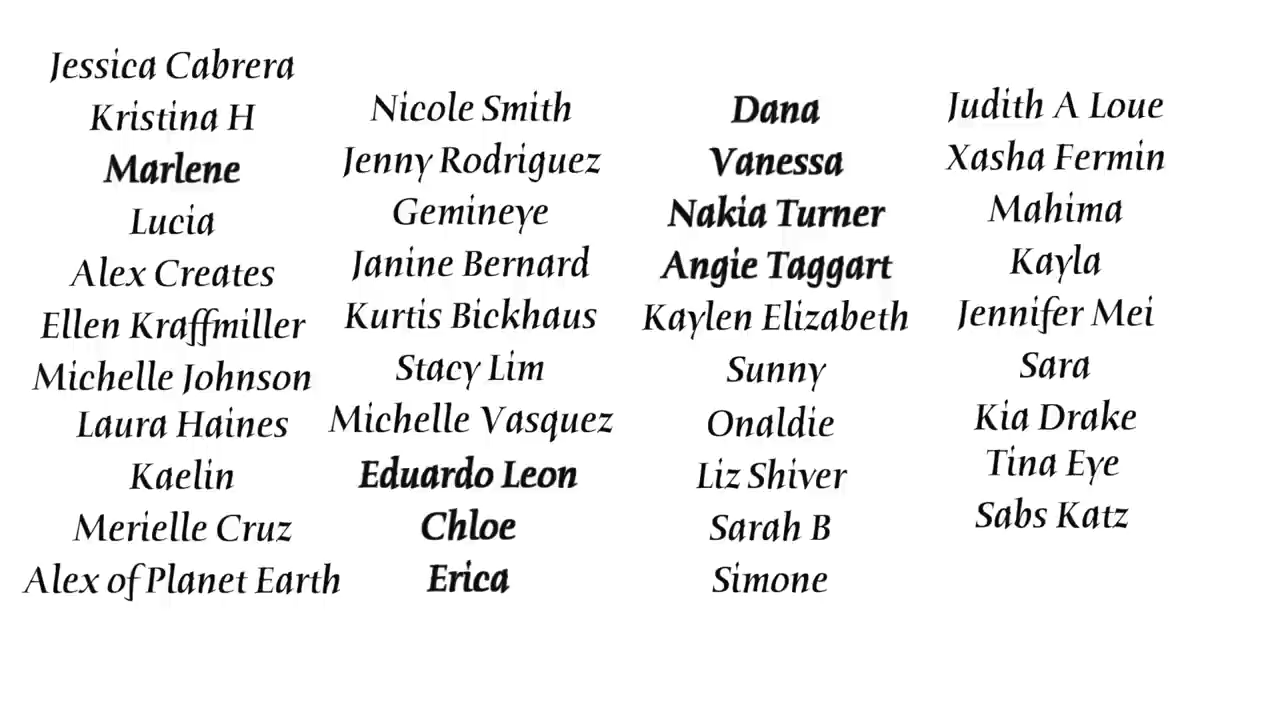 Jessica Cabrera
Kristina H
Marlene
Lucia
Alex Creates
Ellen Kraffmiller
Michelle Johnson
Laura Haines
Kaelin
Merielle Cruz
Alex of Planet Earth
Nicole Smith
Jenny Rodriguez
Gemineye
Janine Bernard
Kurtis Bickhaus
Stacy Lim
Michelle Vasquez
Eduardo Leon
Chloe
Erica
Dana
Vanessa
Nakia Turner
Angie Taggart
Kaylen Elizabeth
Sunny
Onaldie
Liz Shiver
Sarah B
Simone
Judith A Loue
Xasha Fermin
Mahima
Kayla
Jennifer Mei
Sara
Kia Drake
Tina Eye
Sabs Katz